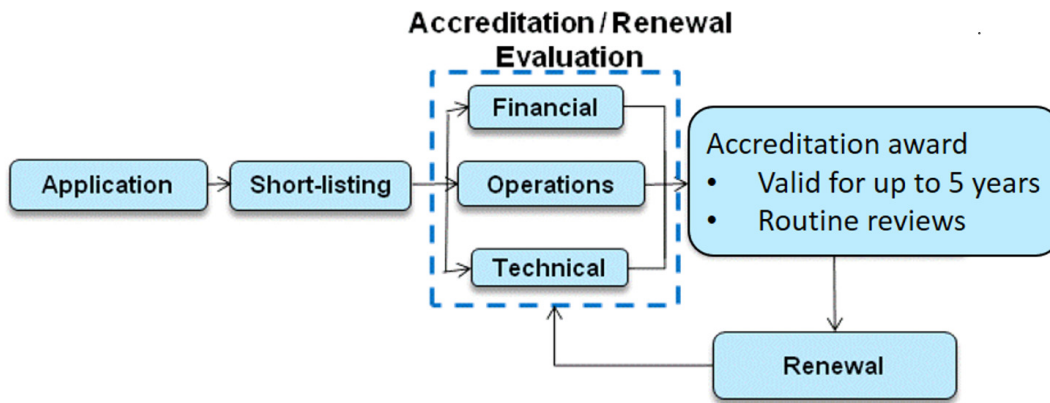 Accreditation / Renewal
Evaluation
Financial
Application
Short-listing
Operations
Technical
Accreditation award
• Valid for up to 5 years
• Routine reviews
Renewal